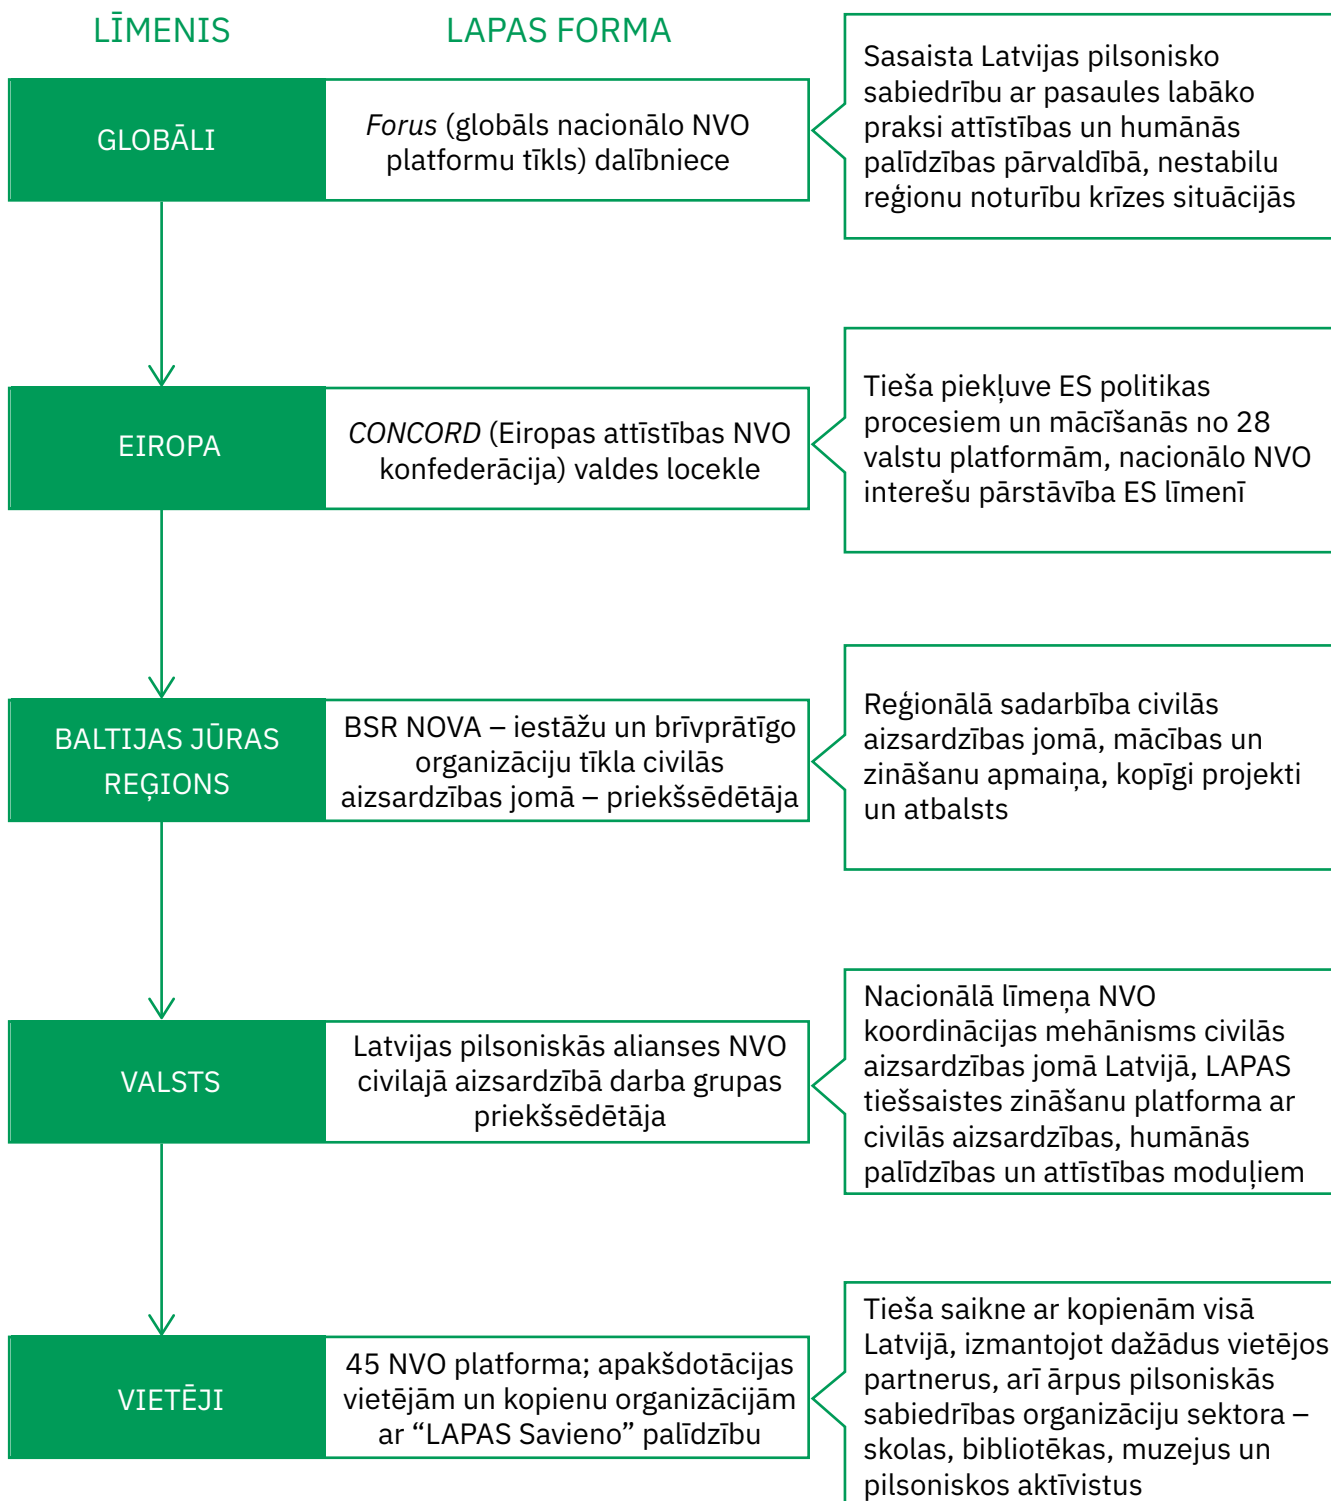 LĪMENIS
LAPAS FORMA
GLOBĀLI
Forus (globāls nacionālo NVO
platformu tīkls) dalībniece
Sasaista Latvijas pilsonisko
sabiedrību ar pasaules labāko
praksi attīstības un humānās
palīdzības pārvaldībā, nestabilu
reģionu noturību krīzes situācijās
EIROPA
CONCORD (Eiropas attīstības NVO
konfederācija) valdes locekle
Tieša piekļuve ES politikas
procesiem un mācīšanās no 28
valstu platformām, nacionālo NVO
interešu pārstāvība ES līmenī
BALTIJAS JŪRAS
REĢIONS
BSR NOVA – iestāžu un brīvprātīgo
organizāciju tīkla civilās
aizsardzības jomā – priekšsēdētāja
Reģionālā sadarbība civilās
aizsardzības jomā, mācības un
zināšanu apmaiņa, kopīgi projekti
un atbalsts
VALSTS
Latvijas pilsoniskās alianses NVO
civilajā aizsardzībā darba grupas
priekšsēdētāja
Nacionālā līmeņa NVO
koordinācijas mehānisms civilās
aizsardzības jomā Latvijā, LAPAS
tiešsaistes zināšanu platforma ar
civilās aizsardzības, humānās
palīdzības un attīstības moduļiem
VIETĒJI
45 NVO platforma; apakšdotācijas
vietējām un kopienu organizācijām
ar “LAPAS Savieno” palīdzību
Tieša saikne ar kopienām visā
Latvijā, izmantojot dažādus vietējos
partnerus, arī ārpus pilsoniskās
sabiedrības organizāciju sektora –
skolas, bibliotēkas, muzejus un
pilsoniskos aktīvistus